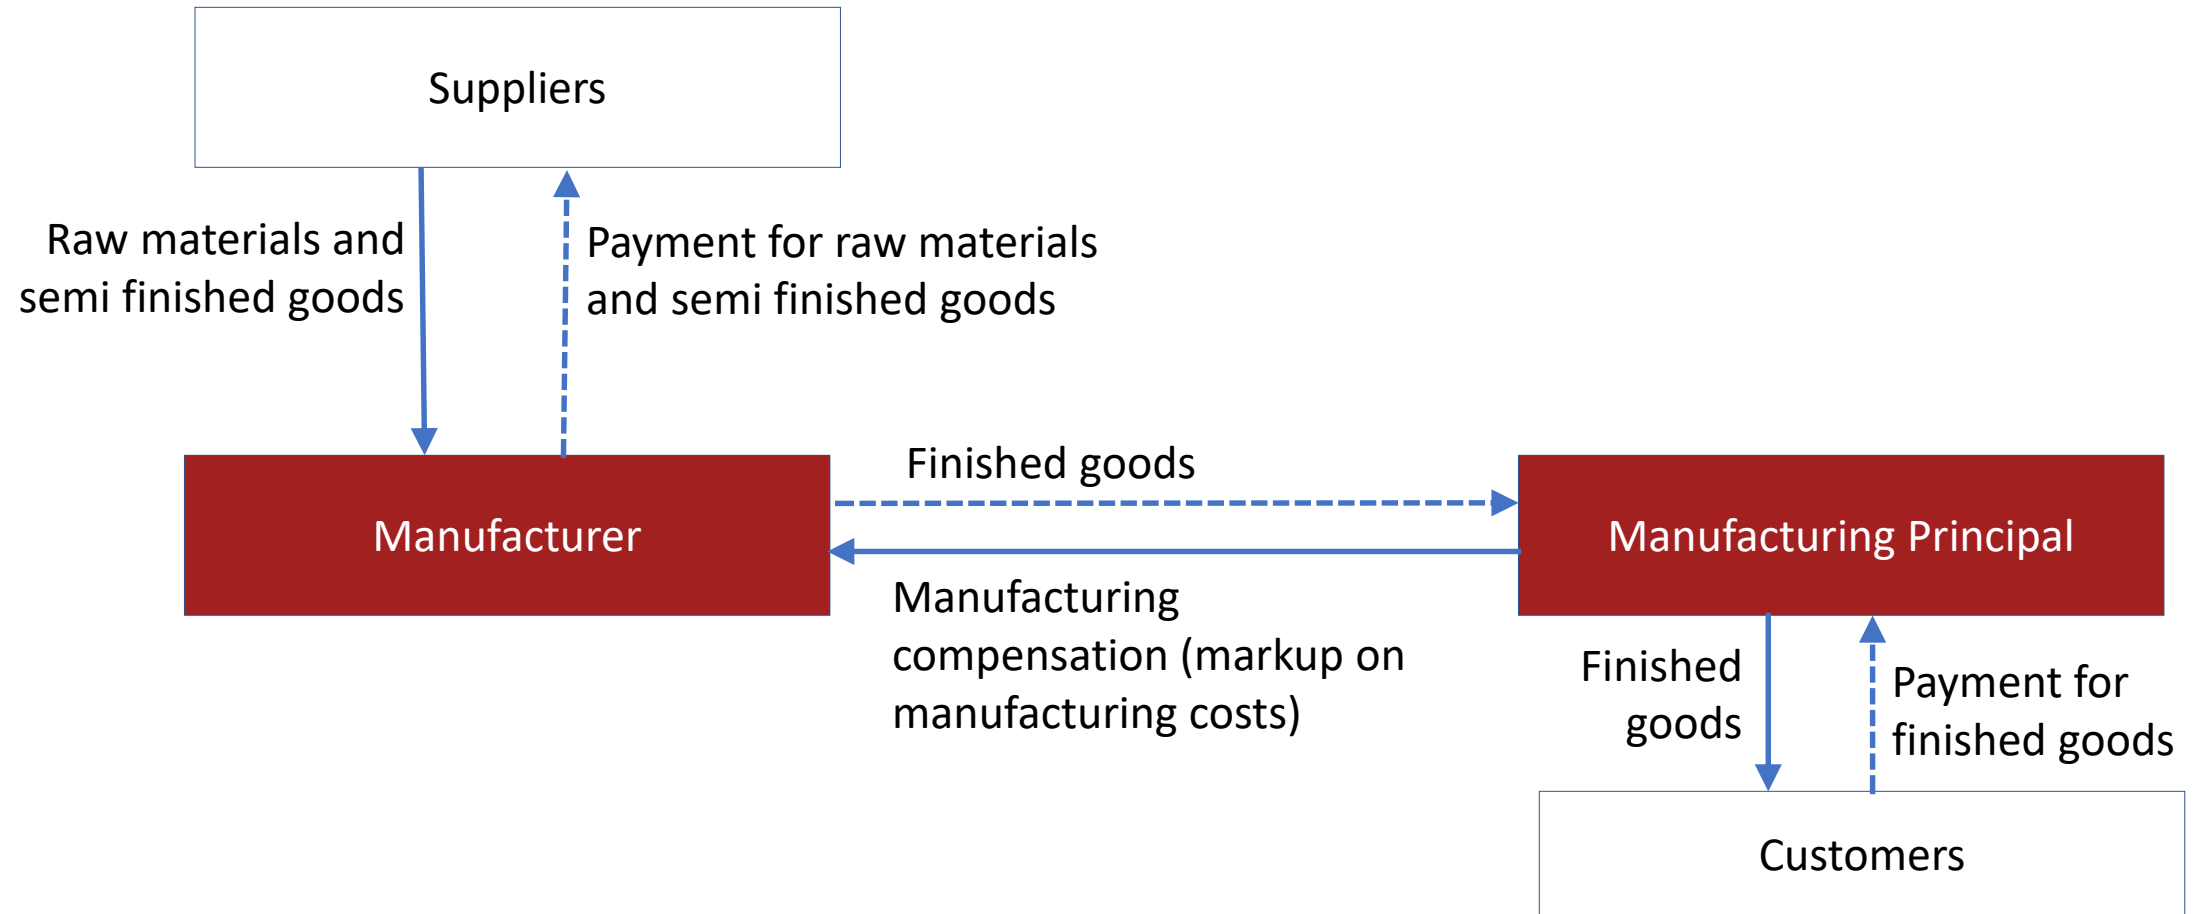 Suppliers
Raw materials and
semi finished goods
Payment for raw materials
and semi finished goods
Manufacturer
Finished goods
Manufacturing
compensation (markup on
manufacturing costs)
Manufacturing Principal
Finished
goods
Payment for
finished goods
Customers